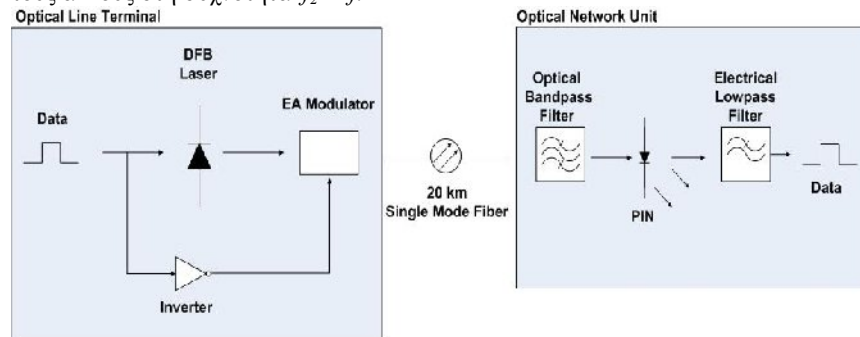 Optical Line Terminal
Optical Network Unit
DFB
Laser
EA Modulator
Data
Inverter
20 km
Single Mode Fiber
Optical
Bandpass
Filter
PIN
Electrical
Lowpass
Filter
Data